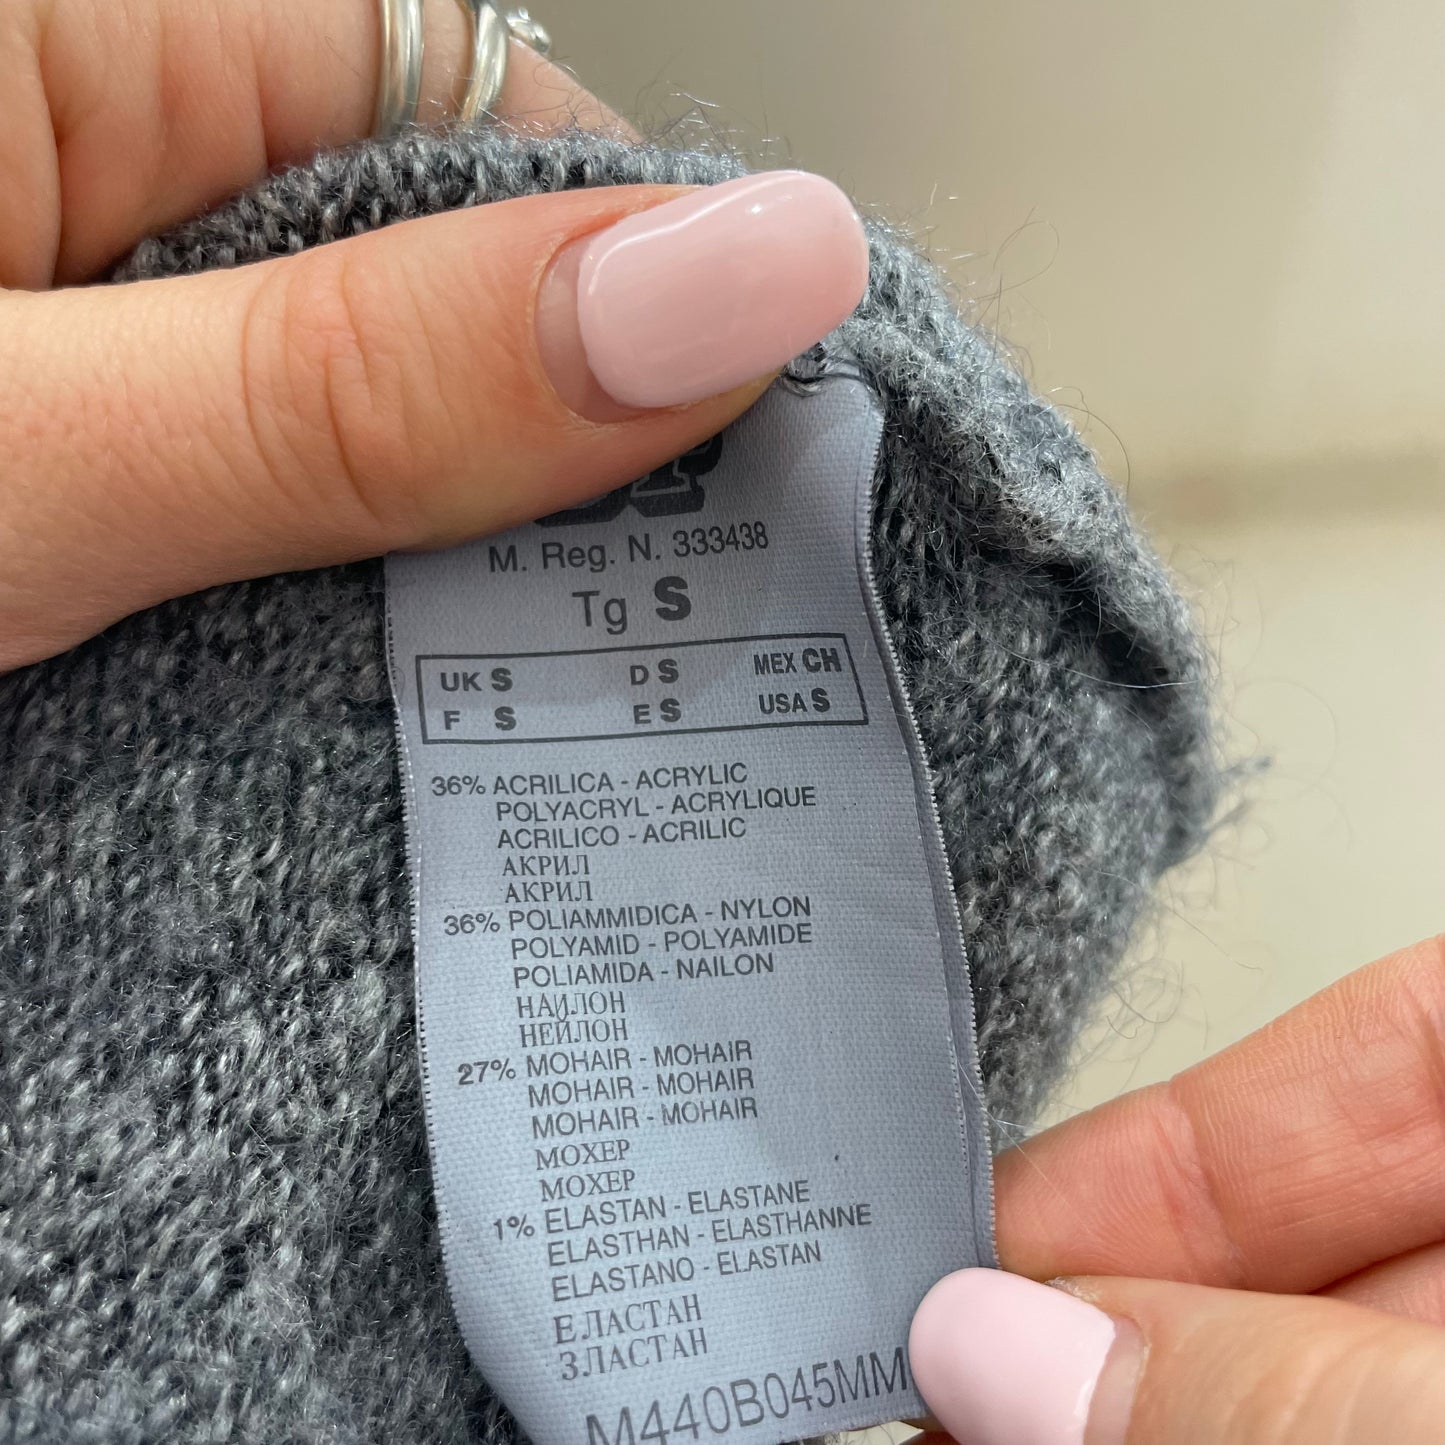 M. Reg. N. 333438
Tg S
UK S D S MEX CH
F S E S USA S
36% ACRILICA - ACRYLIC
POLYACRYL - ACRYLIQUE
ACRILICO - ACRILIC
АКРИЛ
АКРИЛ
36% POLIAMMIDICA - NYLON
POLYAMID - POLYAMIDE
POLIAMIDA - NAILON
НАЙЛОН
НЕЙЛОН
27% MOHAIR - MOHAIR
MOHAIR - MOHAIR
MOHAIR - MOHAIR
МОХЕР
МОХЕР
1% ELASTAN - ELASTANE
ELASTHAN - ELASTHANNE
ELASTANO - ELASTAN
ЕЛАСТАН
ЗЛАСТАН